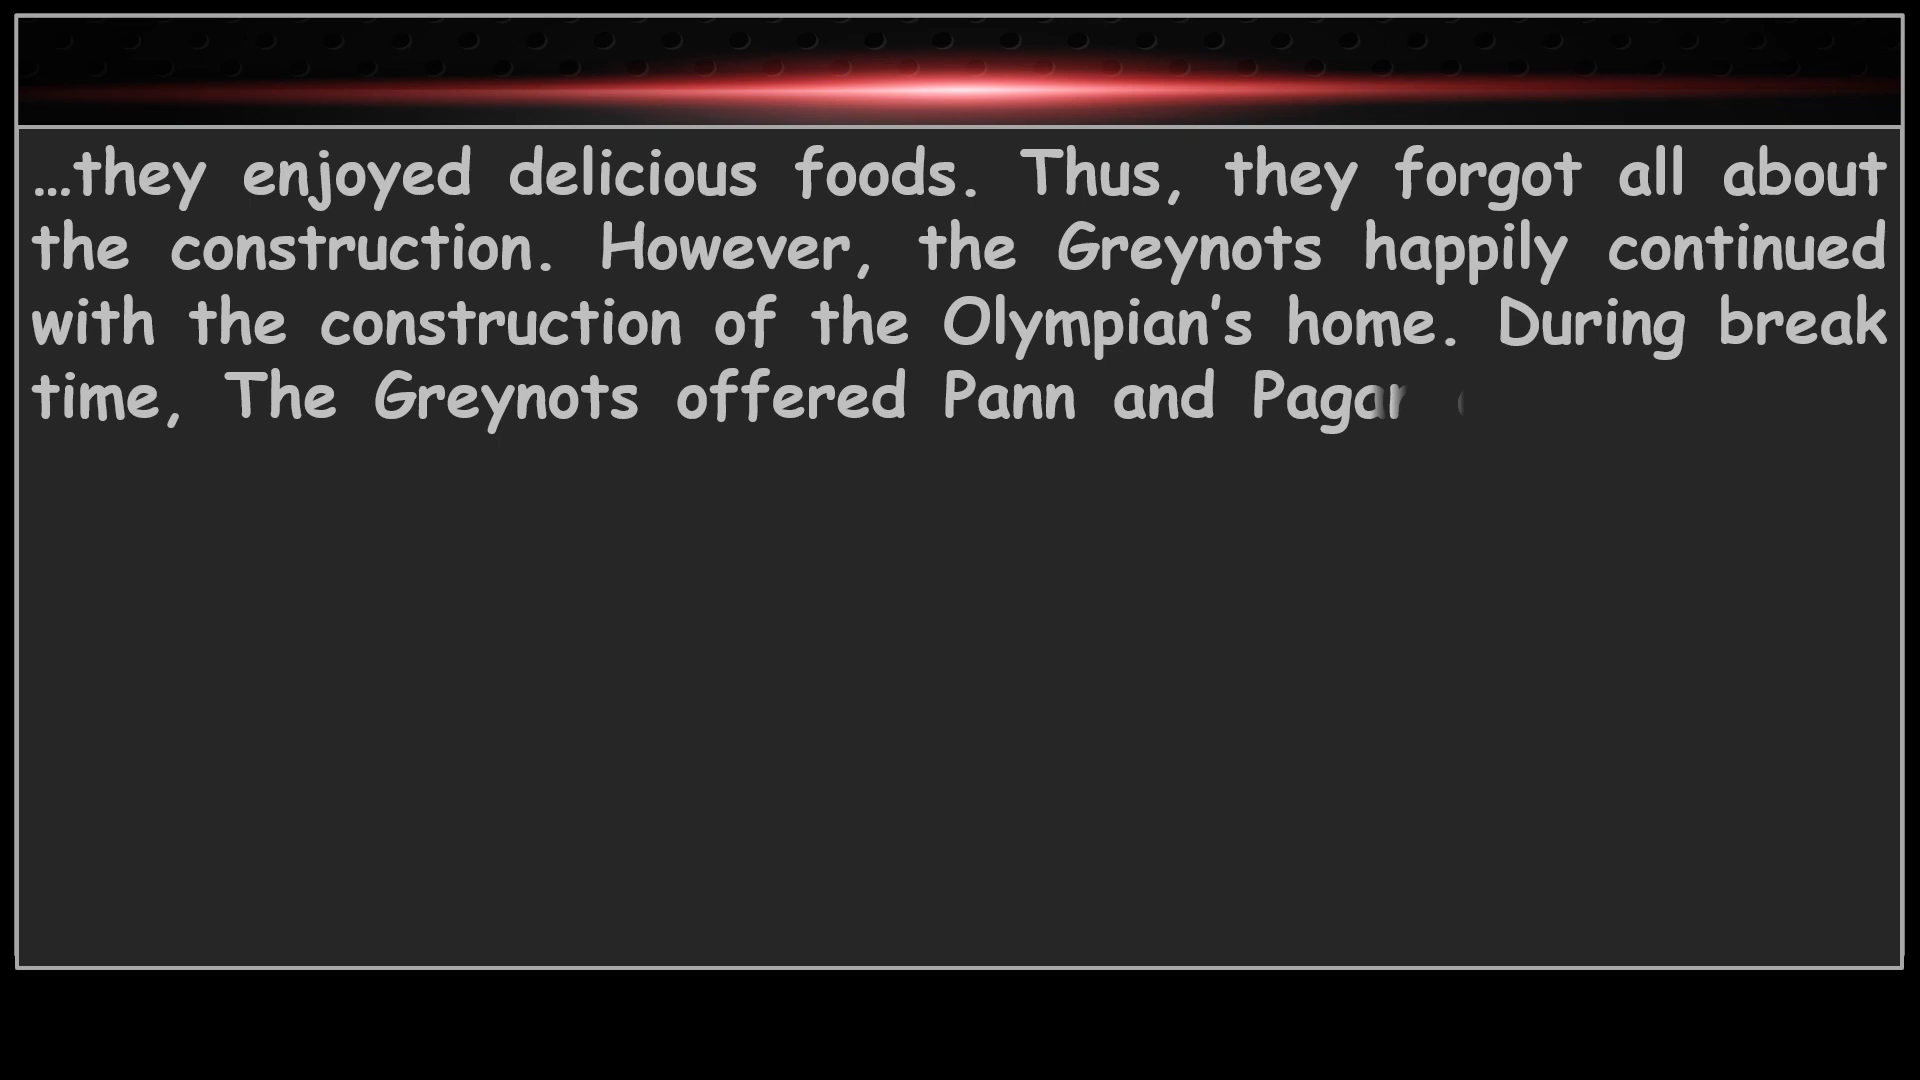 …they enjoyed delicious foods. Thus, they forgot all about
the construction. However, the Greynots happily continued
with the construction of the Olympian's home. During break
time, The Greynots offered Pann and Pagar